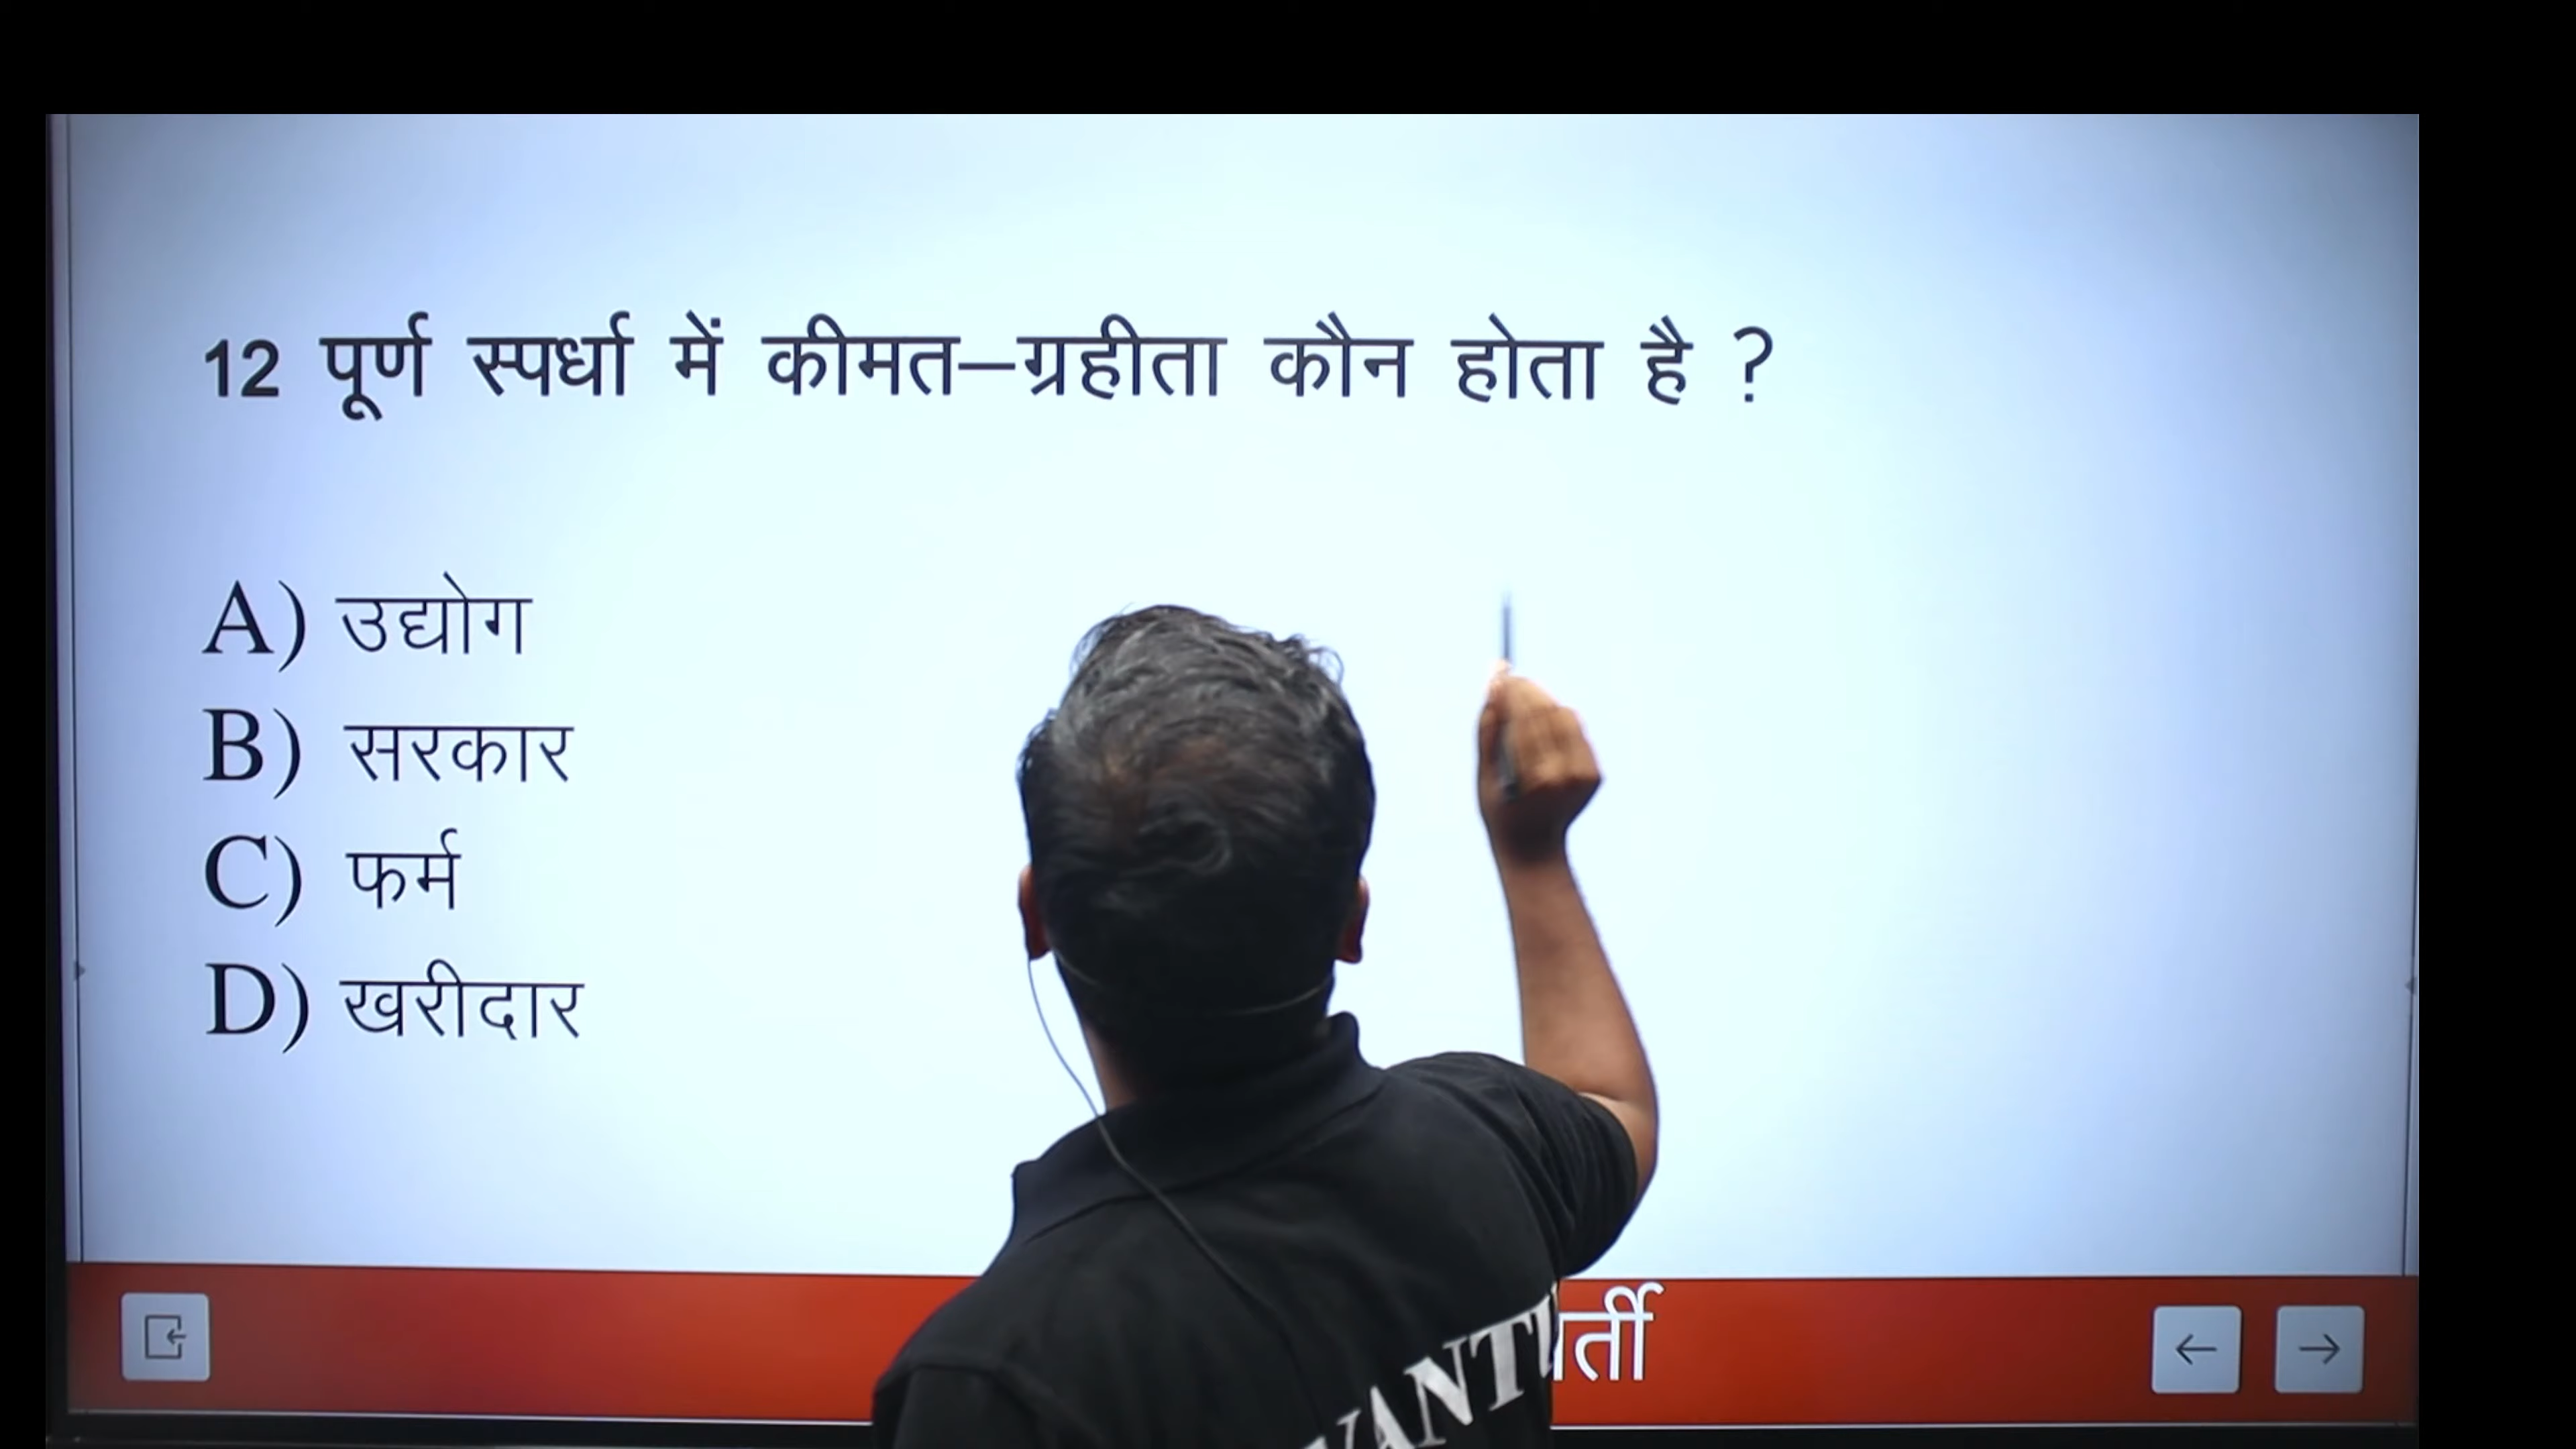 12 पूर्ण स्पर्धा में कीमत–ग्रहीता कौन होता है ?
A) उद्योग
B) सरकार
C) फर्म
D) खरीदार